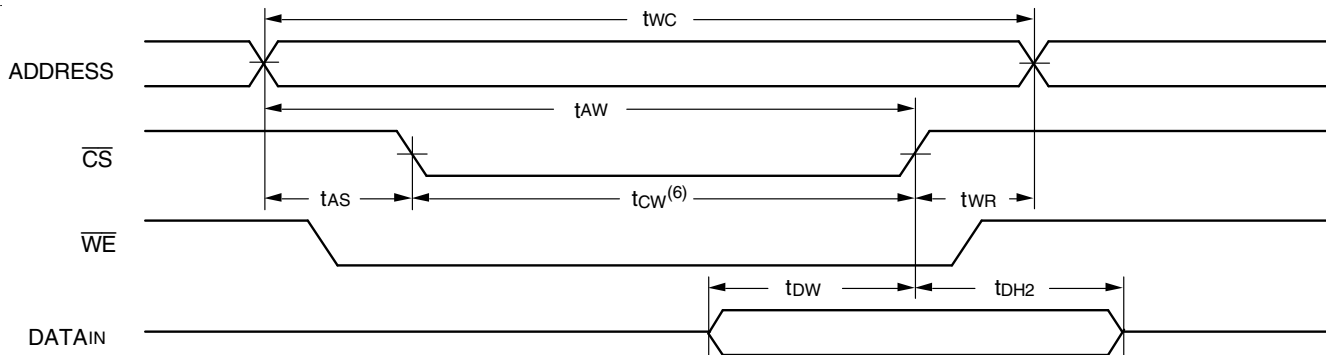 tWC
ADDRESS
tAW
CS
tAS
tCW(6)
tWR
WE
tDW
tDH2
DATAIN